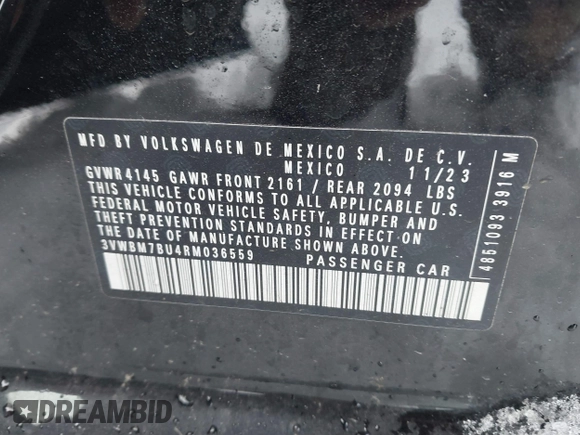 MFD BY VOLKSWAGEN DE MEXICO S.A. DE C.V.
MEXICO 11/23
GVWR 4145 GAWR FRONT 2161 / REAR 2094 LBS
THIS VEHICLE CONFORMS TO ALL APPLICABLE U.S.
FEDERAL MOTOR VEHICLE SAFETY, BUMPER AND
THEFT PREVENTION STANDARDS IN EFFECT ON
THE DATE OF MANUFACTURE SHOWN ABOVE.
3VWBM7BU4RM036559 PASSENGER CAR
4851093 3916 M
DREAMBID